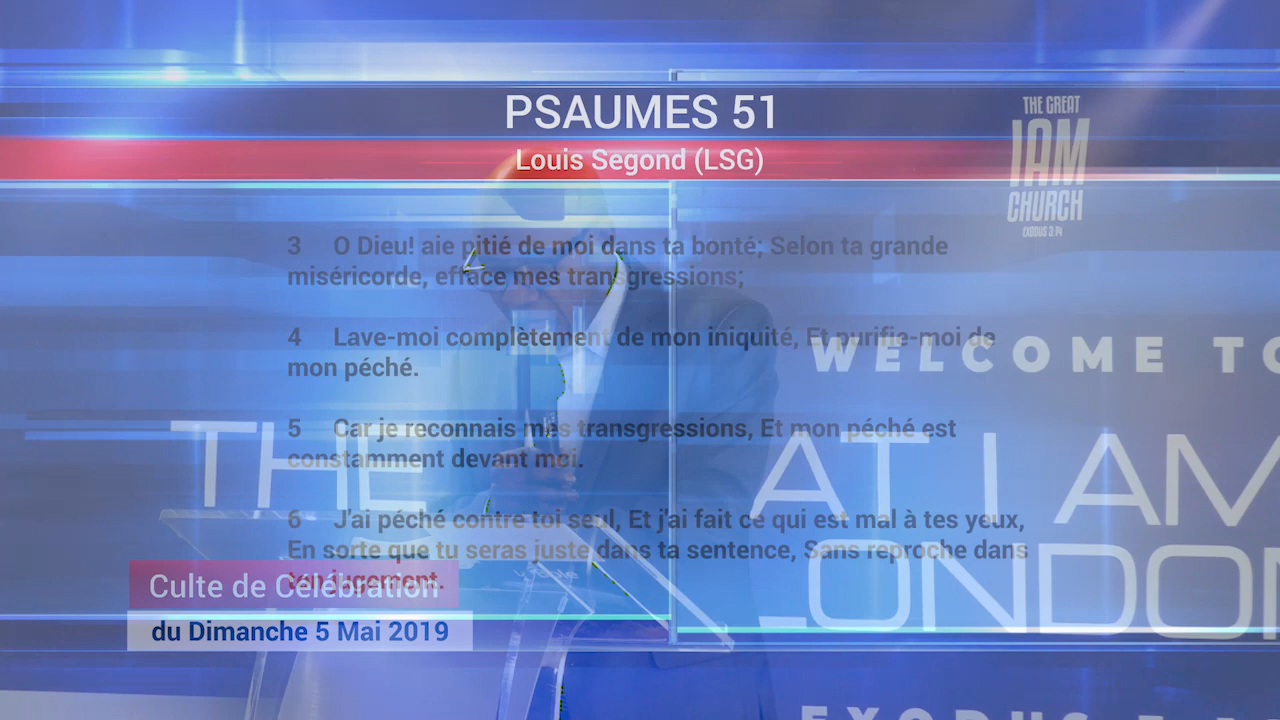 PSAUMES 51
Louis Segond (LSG)
THE GREAT
I AM
CHURCH
EXODUS 3.14
3 O Dieu! aie pitié de moi dans ta bonté; Selon ta grande
miséricorde, efface mes transgressions;
4 Lave-moi complètement de mon iniquité, Et purifie-moi de
mon péché.
WELCOME TO
5 Car je reconnais mes transgressions, Et mon péché est
constamment devant moi.
THE
AT I AM
6 J'ai péché contre toi seul, Et j'ai fait ce qui est mal à tes yeux,
En sorte que tu seras juste dans ta sentence, Sans reproche dans
ton jugement.
LONDON
Culte de Célébration
du Dimanche 5 Mai 2019